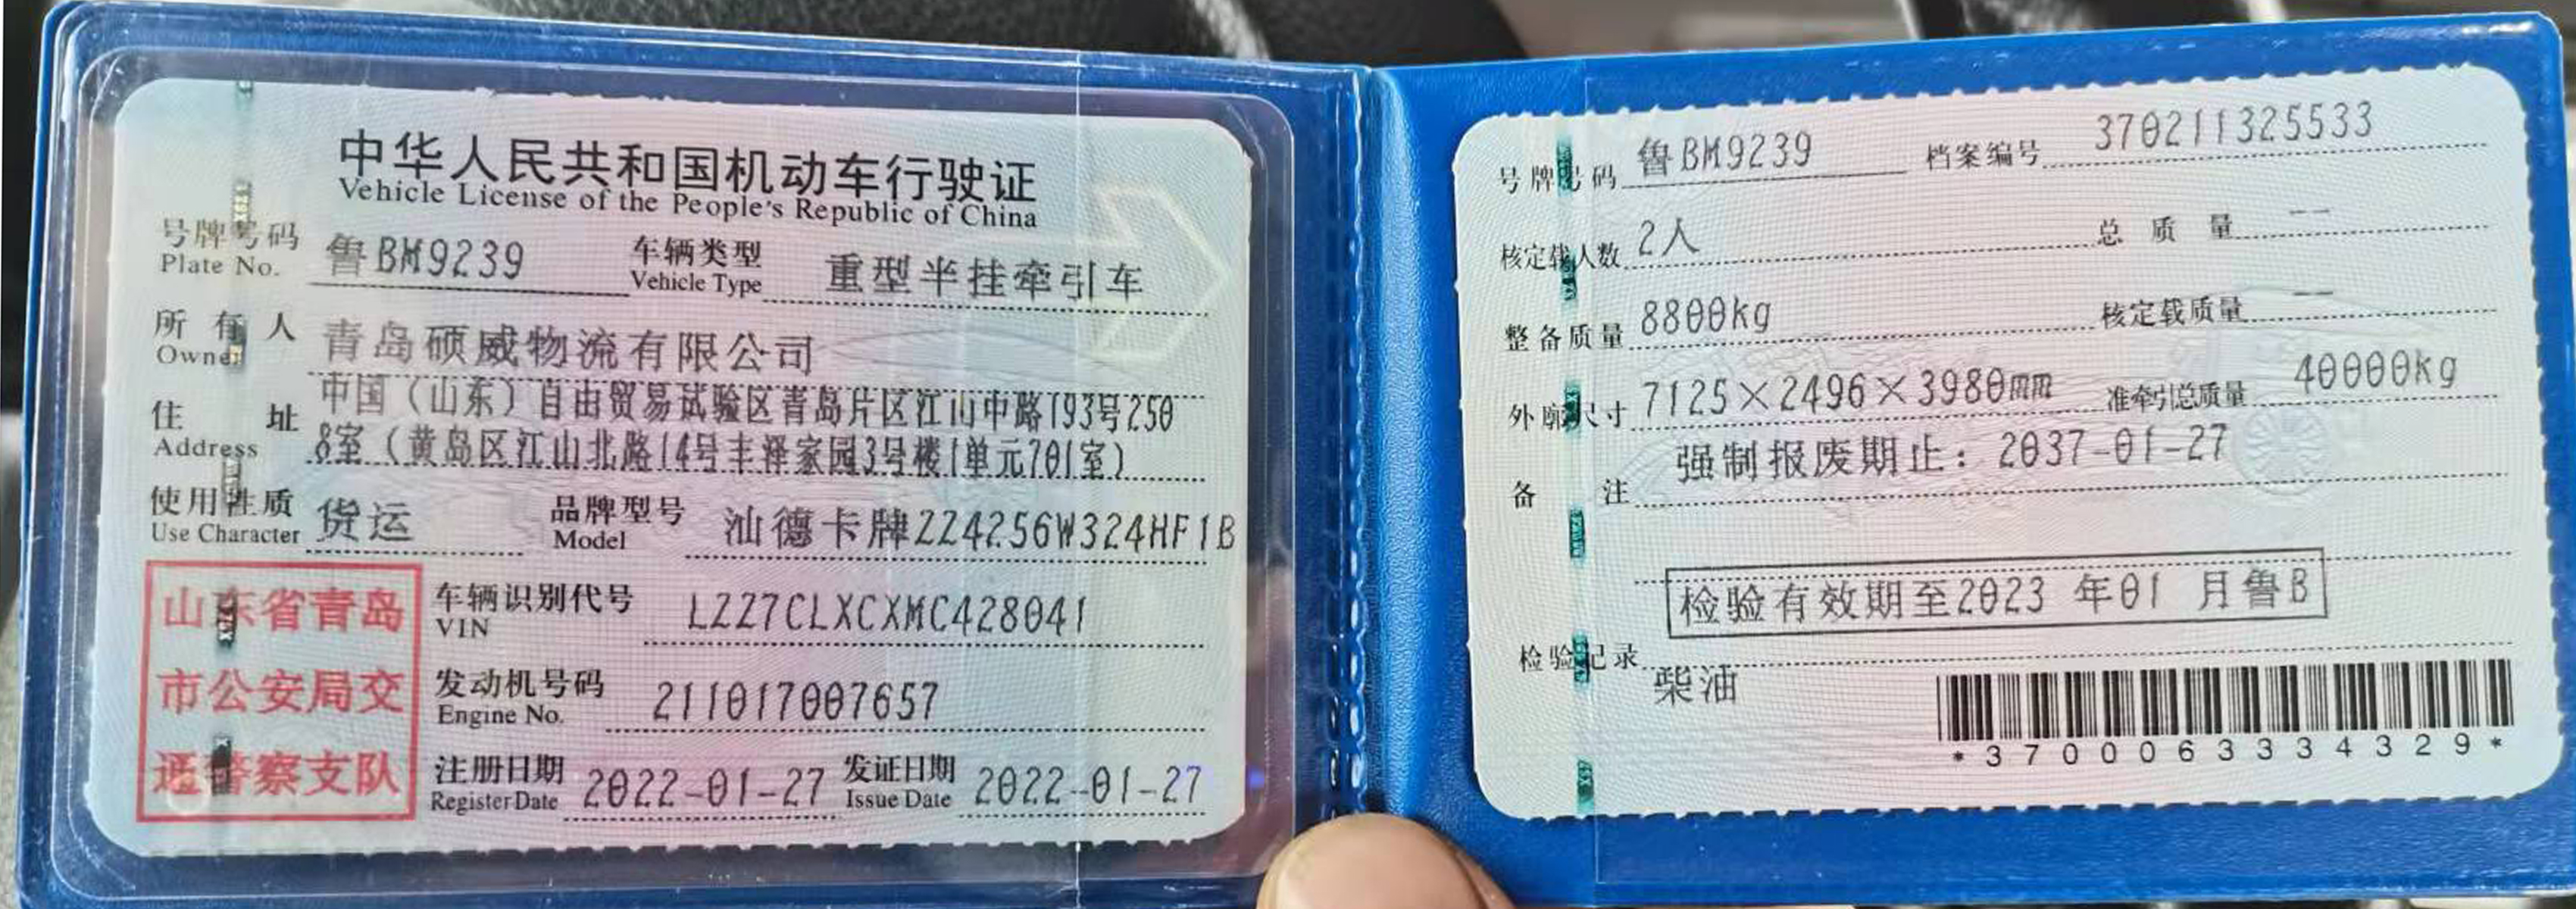 中华人民共和国机动车行驶证
Vehicle License of the People's Republic of China
号牌号码 鲁BM9239 车辆类型 重型半挂牵引车
Plate No. Vehicle Type
所有人 青岛硕威物流有限公司
Owner
住址 中国（山东）自由贸易试验区青岛片区江山中路193号250
Address 8室（黄岛区江山北路14号丰泽家园3号楼1单元701室）
使用性质 货运 品牌型号 汕德卡牌ZZ4256W324HF1B
Use Character Model
山东省青岛
市公安局交
通警察支队
车辆识别代号 LZZ7CLXCXMC428041
VIN
发动机号码 211017007657
Engine No.
注册日期 2022-01-27 发证日期 2022-01-27
Register Date Issue Date
号牌号码 鲁BM9239 档案编号 370211325533
核定载人数 2人 总质量 --
整备质量 8800kg 核定载质量 --
外廓尺寸 7125×2496×3980mm 准牵引总质量 40000kg
备注 强制报废期止：2037-01-27
检验有效期至2023 年01 月鲁B
检验记录
柴油
*3700063334329*